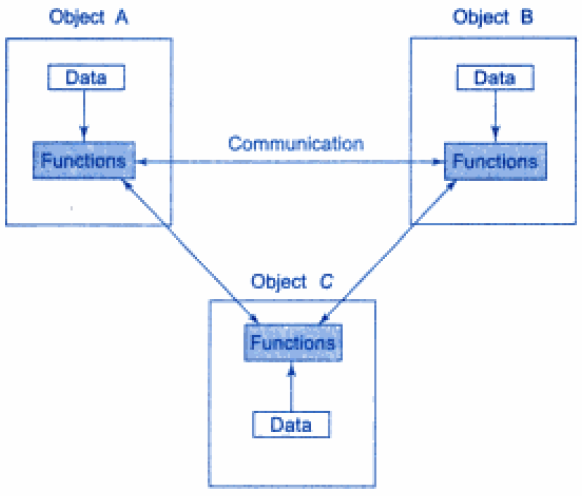 Object A
Object B
Data
Data
Communication
Functions
Functions
Object C
Functions
Data